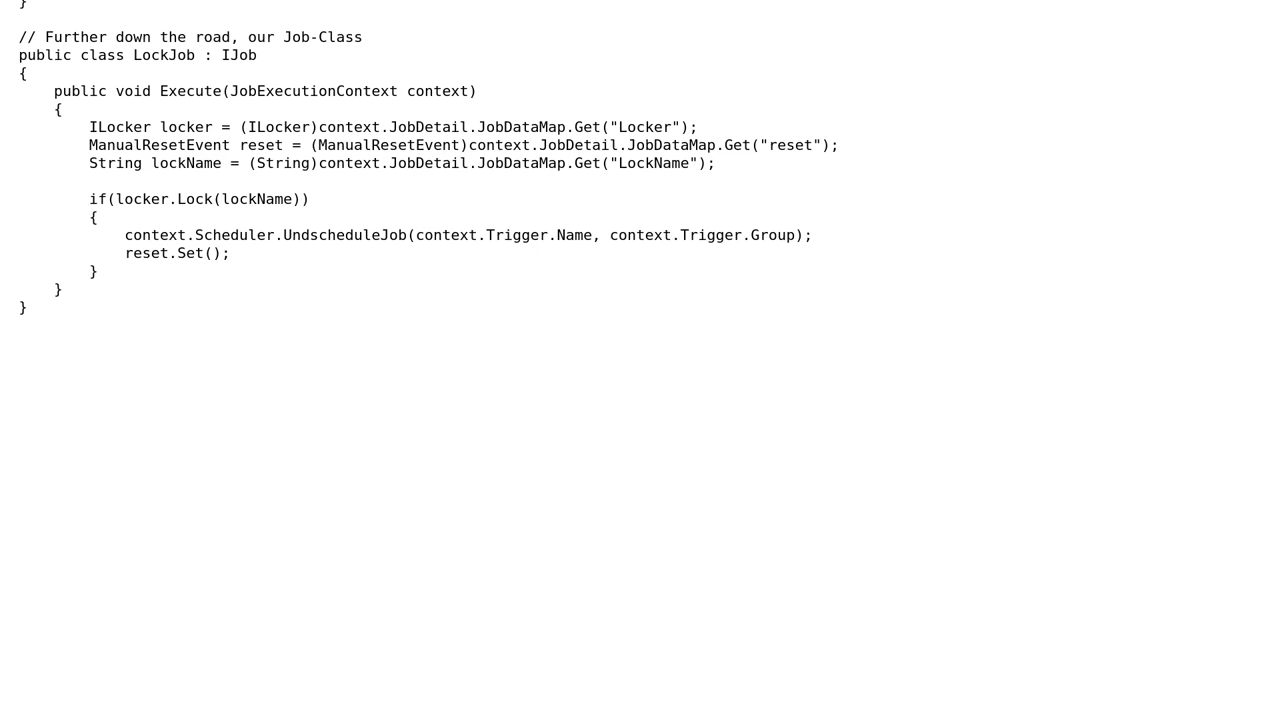 }

// Further down the road, our Job-Class
public class LockJob : IJob
{
    public void Execute(JobExecutionContext context)
    {
        ILocker locker = (ILocker)context.JobDetail.JobDataMap.Get("Locker");
        ManualResetEvent reset = (ManualResetEvent)context.JobDetail.JobDataMap.Get("reset");
        String lockName = (String)context.JobDetail.JobDataMap.Get("LockName");

        if(locker.Lock(lockName))
        {
            context.Scheduler.UndscheduleJob(context.Trigger.Name, context.Trigger.Group);
            reset.Set();
        }
    }
}